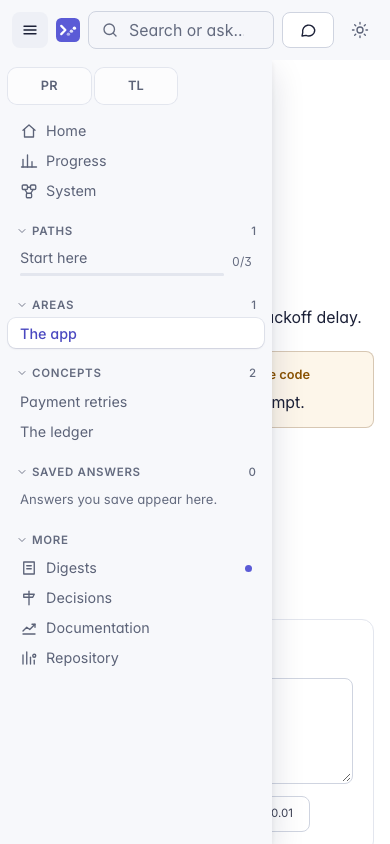 Search or ask..
PR
TL
Home
Progress
System
PATHS 1
Start here 0/3
AREAS 1
The app
CONCEPTS 2
Payment retries
The ledger
SAVED ANSWERS 0
Answers you save appear here.
MORE
Digests
Decisions
Documentation
Repository
ackoff delay.
code
mpt.
0.01